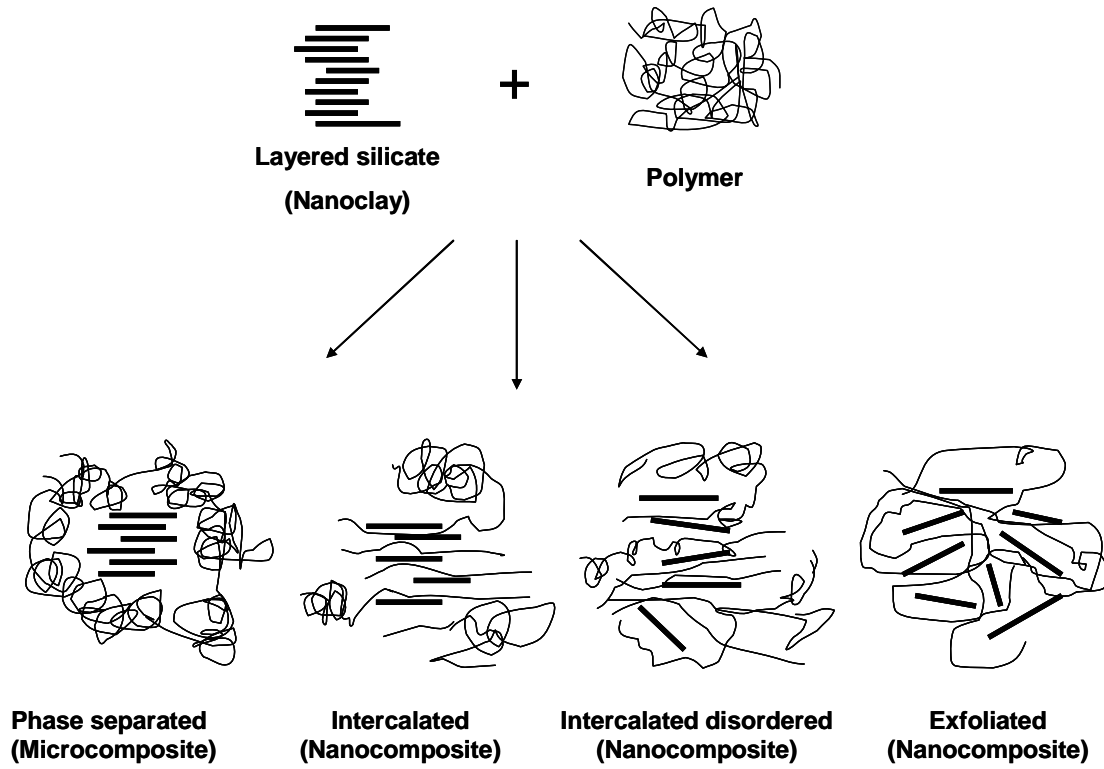 +
Layered silicate
(Nanoclay)
Polymer
Phase separated
(Microcomposite)
Intercalated
(Nanocomposite)
Intercalated disordered
(Nanocomposite)
Exfoliated
(Nanocomposite)